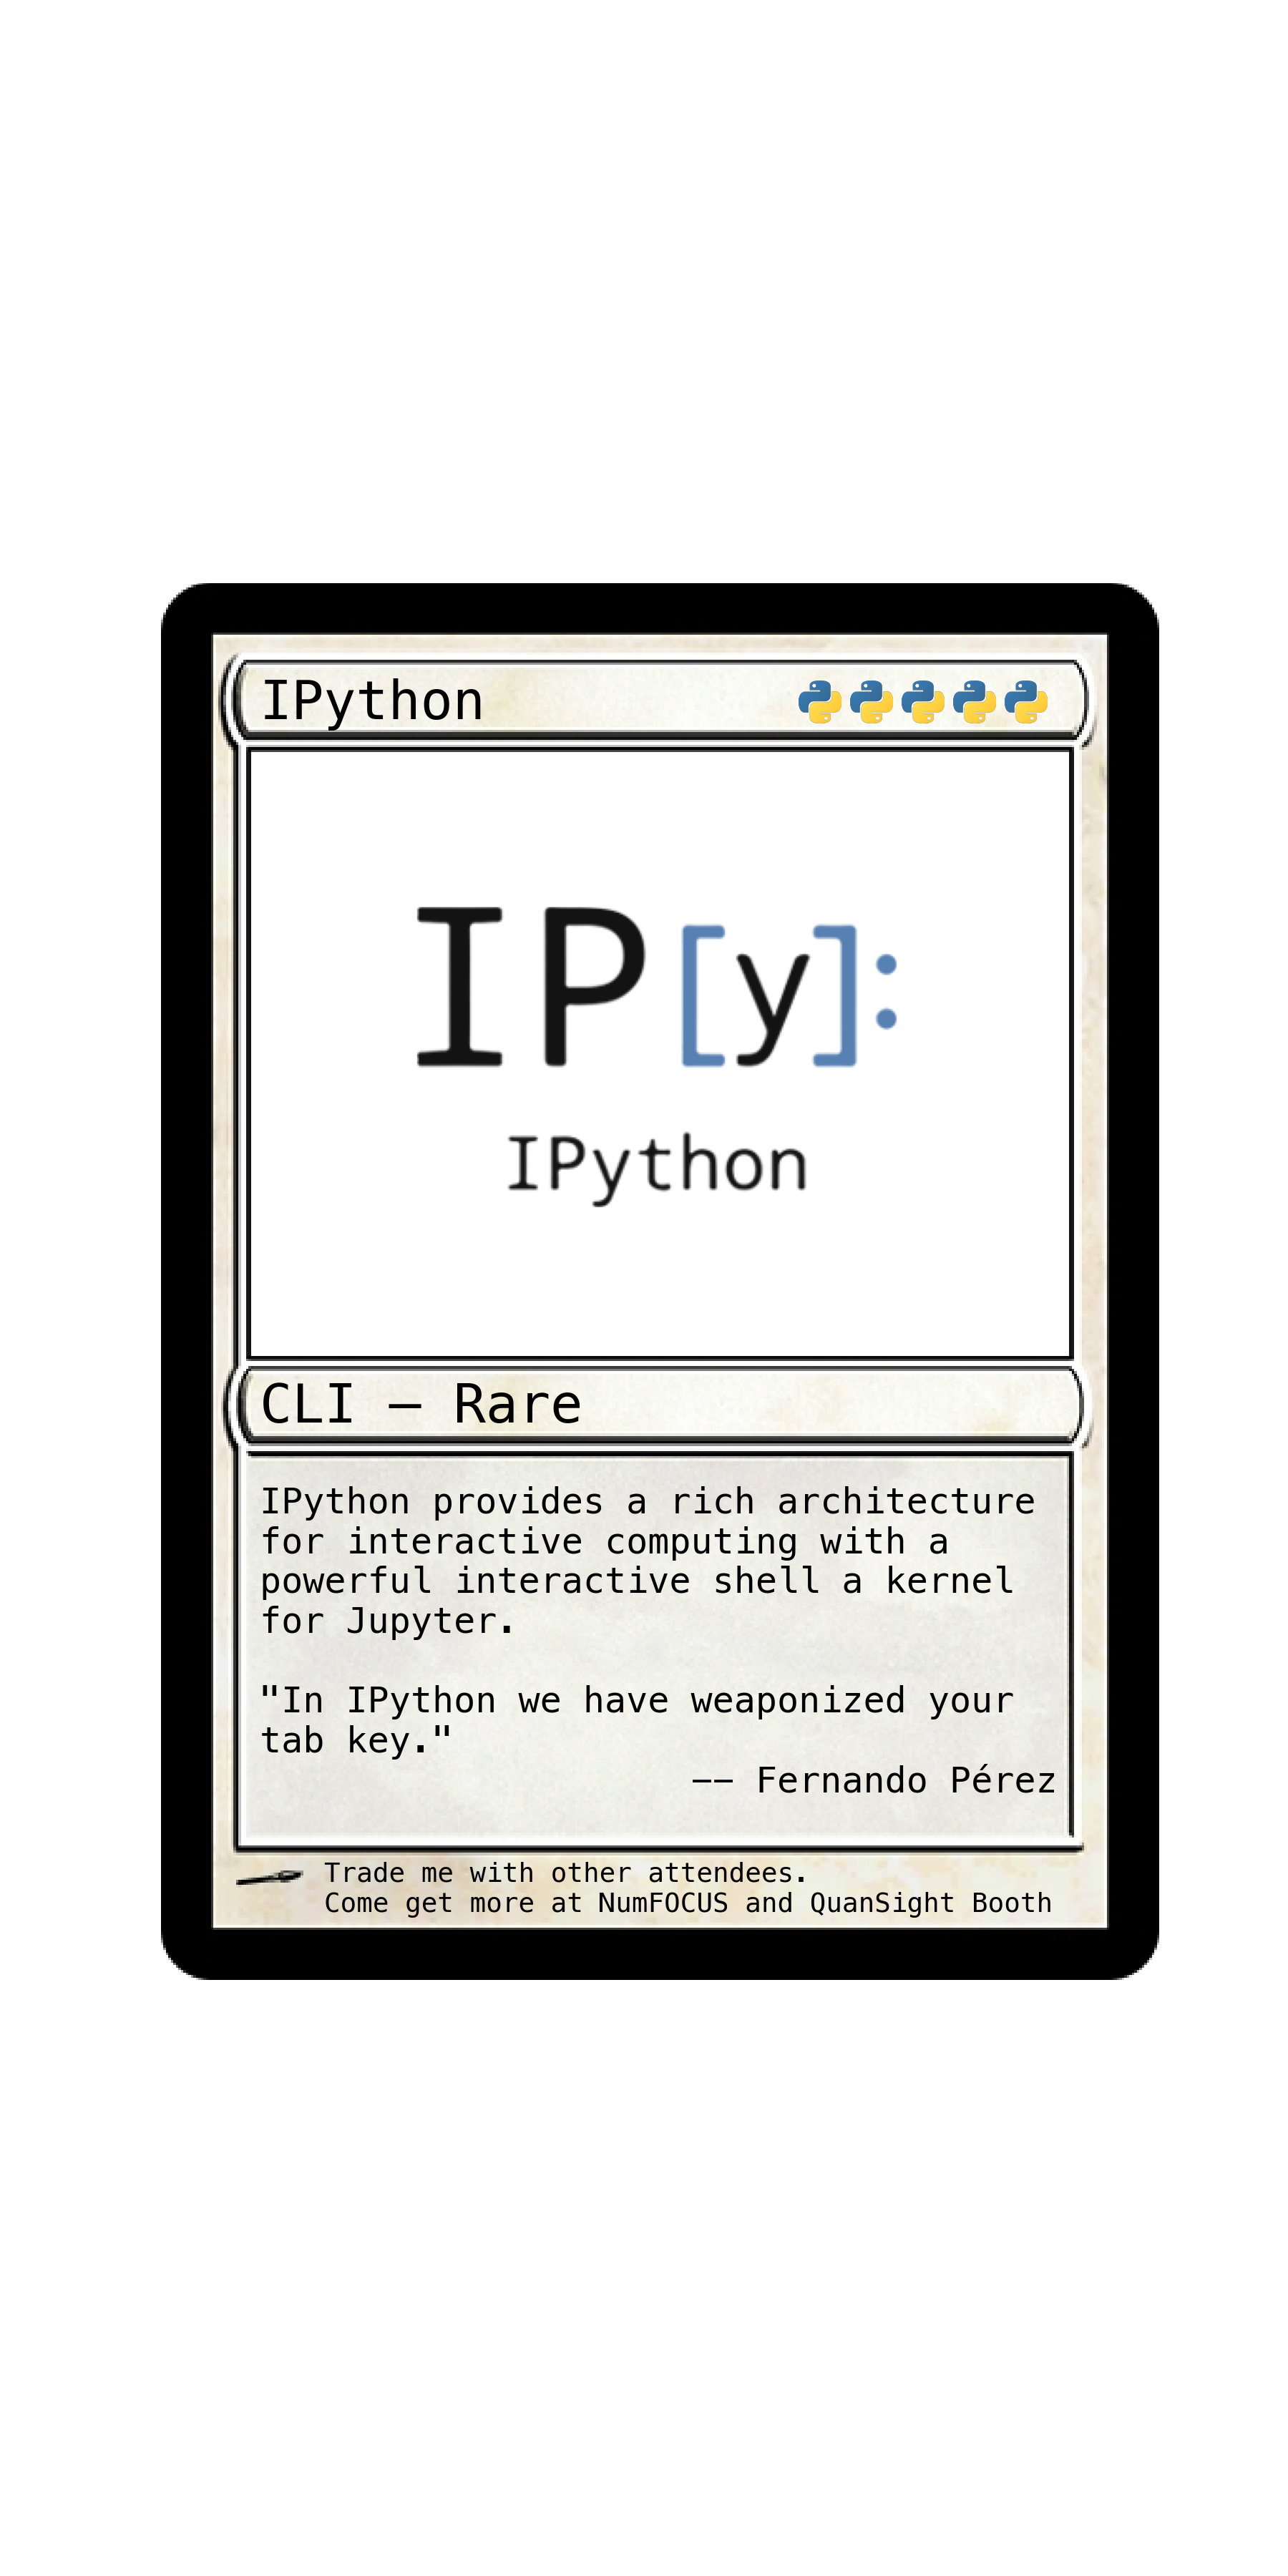 IPython
IP[y]:
IPython
CLI – Rare
IPython provides a rich architecture
for interactive computing with a
powerful interactive shell a kernel
for Jupyter.
"In IPython we have weaponized your
tab key."
–– Fernando Pérez
Trade me with other attendees.
Come get more at NumFOCUS and QuanSight Booth